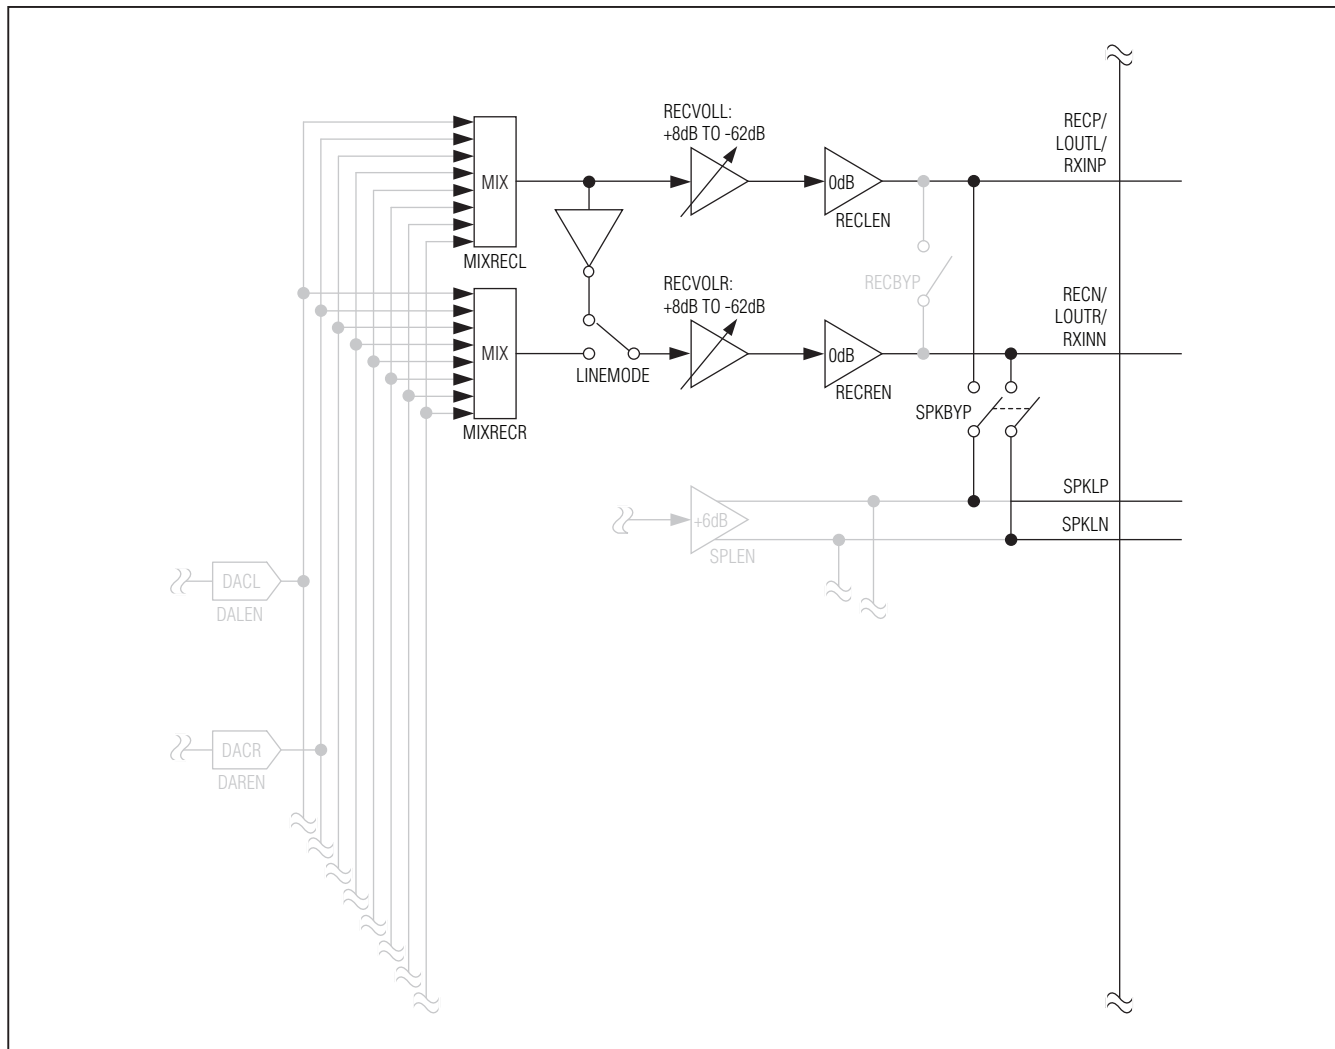 RECVOLL:
+8dB TO -62dB
RECP/
LOUTL/
RXINP
MIX
0dB
RECLEN
MIXRECL
RECVOLR:
+8dB TO -62dB
RECBYP
RECN/
LOUTR/
RXINN
MIX
LINEMODE
0dB
RECREN
SPKBYP
MIXRECR
SPKLP
+6dB
SPKLN
SPLEN
DACL
DALEN
DACR
DAREN